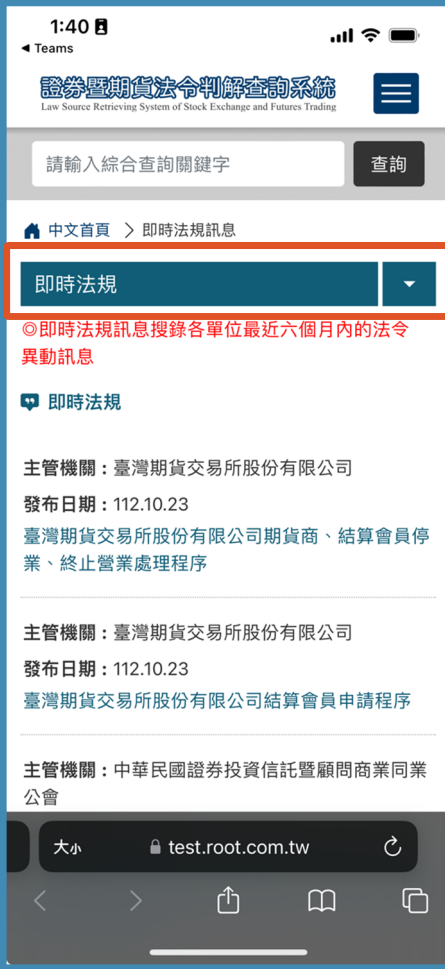 1:40
◀ Teams
證券暨期貨法令判解查詢系統
Law Source Retrieving System of Stock Exchange and Futures Trading
請輸入綜合查詢關鍵字
查詢
中文首頁 > 即時法規訊息
即時法規
◎即時法規訊息搜錄各單位最近六個月內的法令
異動訊息
即時法規
主管機關：臺灣期貨交易所股份有限公司
發布日期：112.10.23
臺灣期貨交易所股份有限公司期貨商、結算會員停
業、終止營業處理程序
主管機關：臺灣期貨交易所股份有限公司
發布日期：112.10.23
臺灣期貨交易所股份有限公司結算會員申請程序
主管機關：中華民國證券投資信託暨顧問商業同業
公會
大小
test.root.com.tw